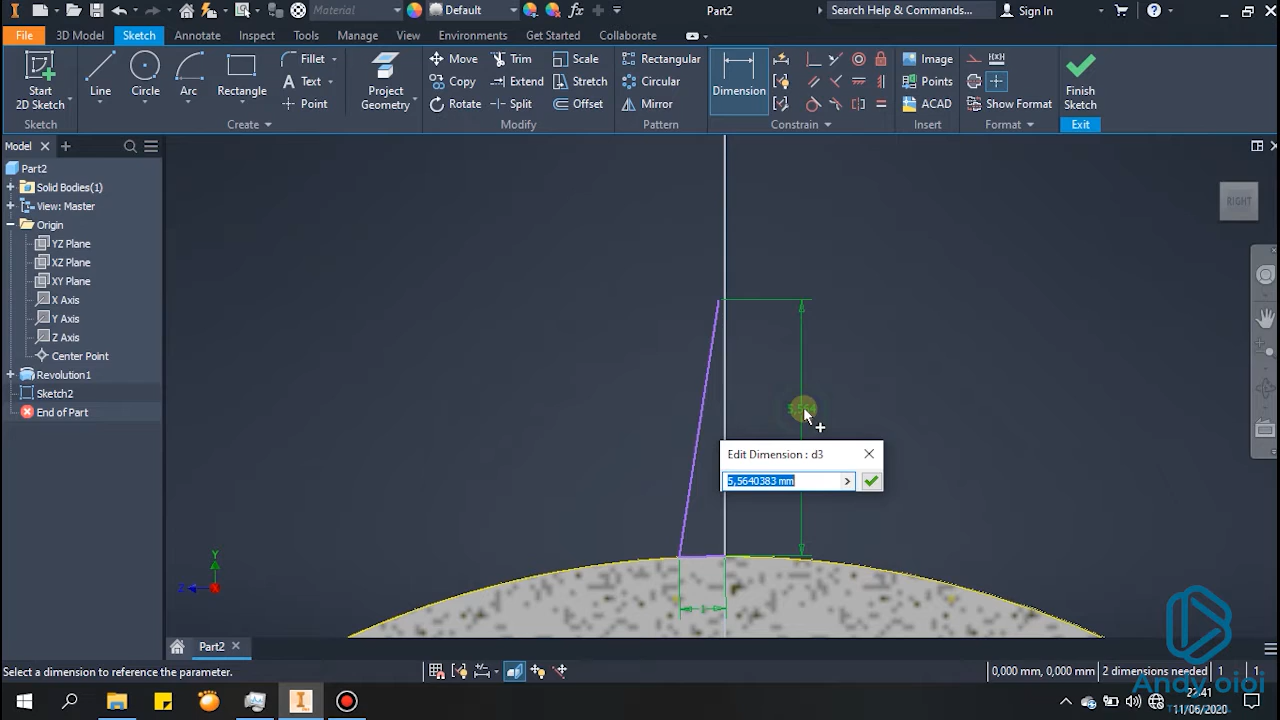 Material
Default
Part2
Search Help & Commands...
Sign In
File
3D Model
Sketch
Annotate
Inspect
Tools
Manage
View
Environments
Get Started
Collaborate
Start
2D Sketch
Line
Circle
Arc
Rectangle
Fillet
Text
Point
Project
Geometry
Move
Copy
Rotate
Trim
Extend
Split
Scale
Stretch
Offset
Rectangular
Circular
Mirror
Dimension
Image
Points
ACAD
Show Format
Finish
Sketch
Sketch
Create
Modify
Pattern
Constrain
Insert
Format
Exit
Model
Part2
Solid Bodies(1)
View: Master
Origin
YZ Plane
XZ Plane
XY Plane
X Axis
Y Axis
Z Axis
Center Point
Revolution1
Sketch2
End of Part
RIGHT
Edit Dimension : d3
5,5640383 mm
1
Y
Z
Part2
Select a dimension to reference the parameter.
0,000 mm, 0,000 mm
2 dimensions needed
1
1
Andy oioi
11/06/2020